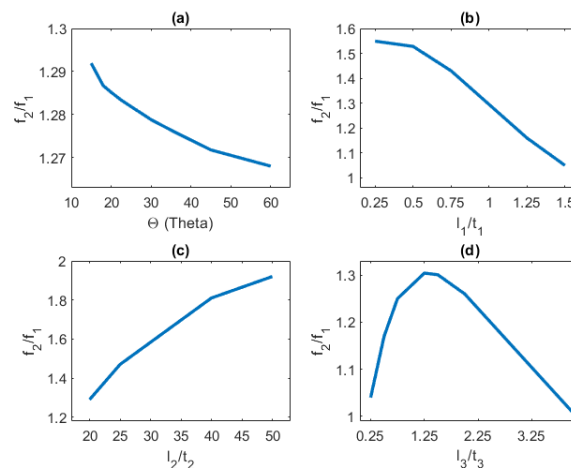 (a)
1.3
1.29
1.28
1.27
f2/f1
10 20 30 40 50 60
Θ (Theta)
(b)
1.6
1.5
1.4
1.3
1.2
1.1
1
f2/f1
0.25 0.5 0.75 1 1.25 1.5
l1/t1
(c)
2
1.8
1.6
1.4
1.2
f2/f1
20 25 30 35 40 45 50
l2/t2
(d)
1.3
1.2
1.1
1
f2/f1
0.25 1.25 2.25 3.25
l3/t3